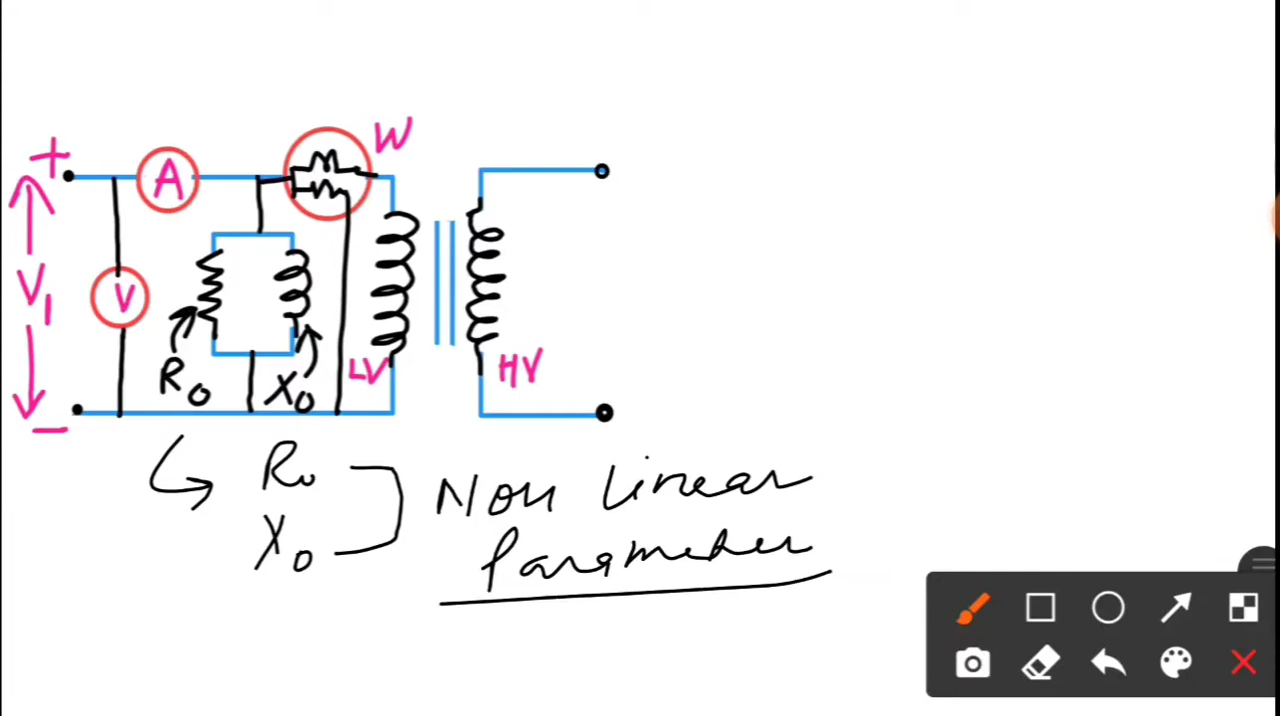 W
+
A
V₁
V
R₀
X₀
LV
HV
−
R₀
X₀
Non Linear
Parameter